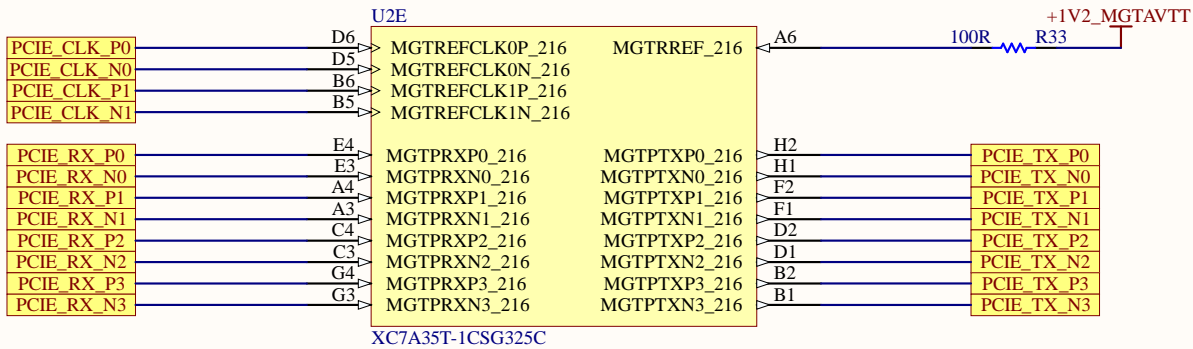 U2E
+1V2_MGTAVTT
PCIE_CLK_P0 D6 MGTREFCLK0P_216 MGTRREF_216 A6 100R R33
PCIE_CLK_N0 D5 MGTREFCLK0N_216
PCIE_CLK_P1 B6 MGTREFCLK1P_216
PCIE_CLK_N1 B5 MGTREFCLK1N_216
PCIE_RX_P0 E4 MGTPRXP0_216 MGTPTXP0_216 H2 PCIE_TX_P0
PCIE_RX_N0 E3 MGTPRXN0_216 MGTPTXN0_216 H1 PCIE_TX_N0
PCIE_RX_P1 A4 MGTPRXP1_216 MGTPTXP1_216 F2 PCIE_TX_P1
PCIE_RX_N1 A3 MGTPRXN1_216 MGTPTXN1_216 F1 PCIE_TX_N1
PCIE_RX_P2 C4 MGTPRXP2_216 MGTPTXP2_216 D2 PCIE_TX_P2
PCIE_RX_N2 C3 MGTPRXN2_216 MGTPTXN2_216 D1 PCIE_TX_N2
PCIE_RX_P3 G4 MGTPRXP3_216 MGTPTXP3_216 B2 PCIE_TX_P3
PCIE_RX_N3 G3 MGTPRXN3_216 MGTPTXN3_216 B1 PCIE_TX_N3
XC7A35T-1CSG325C